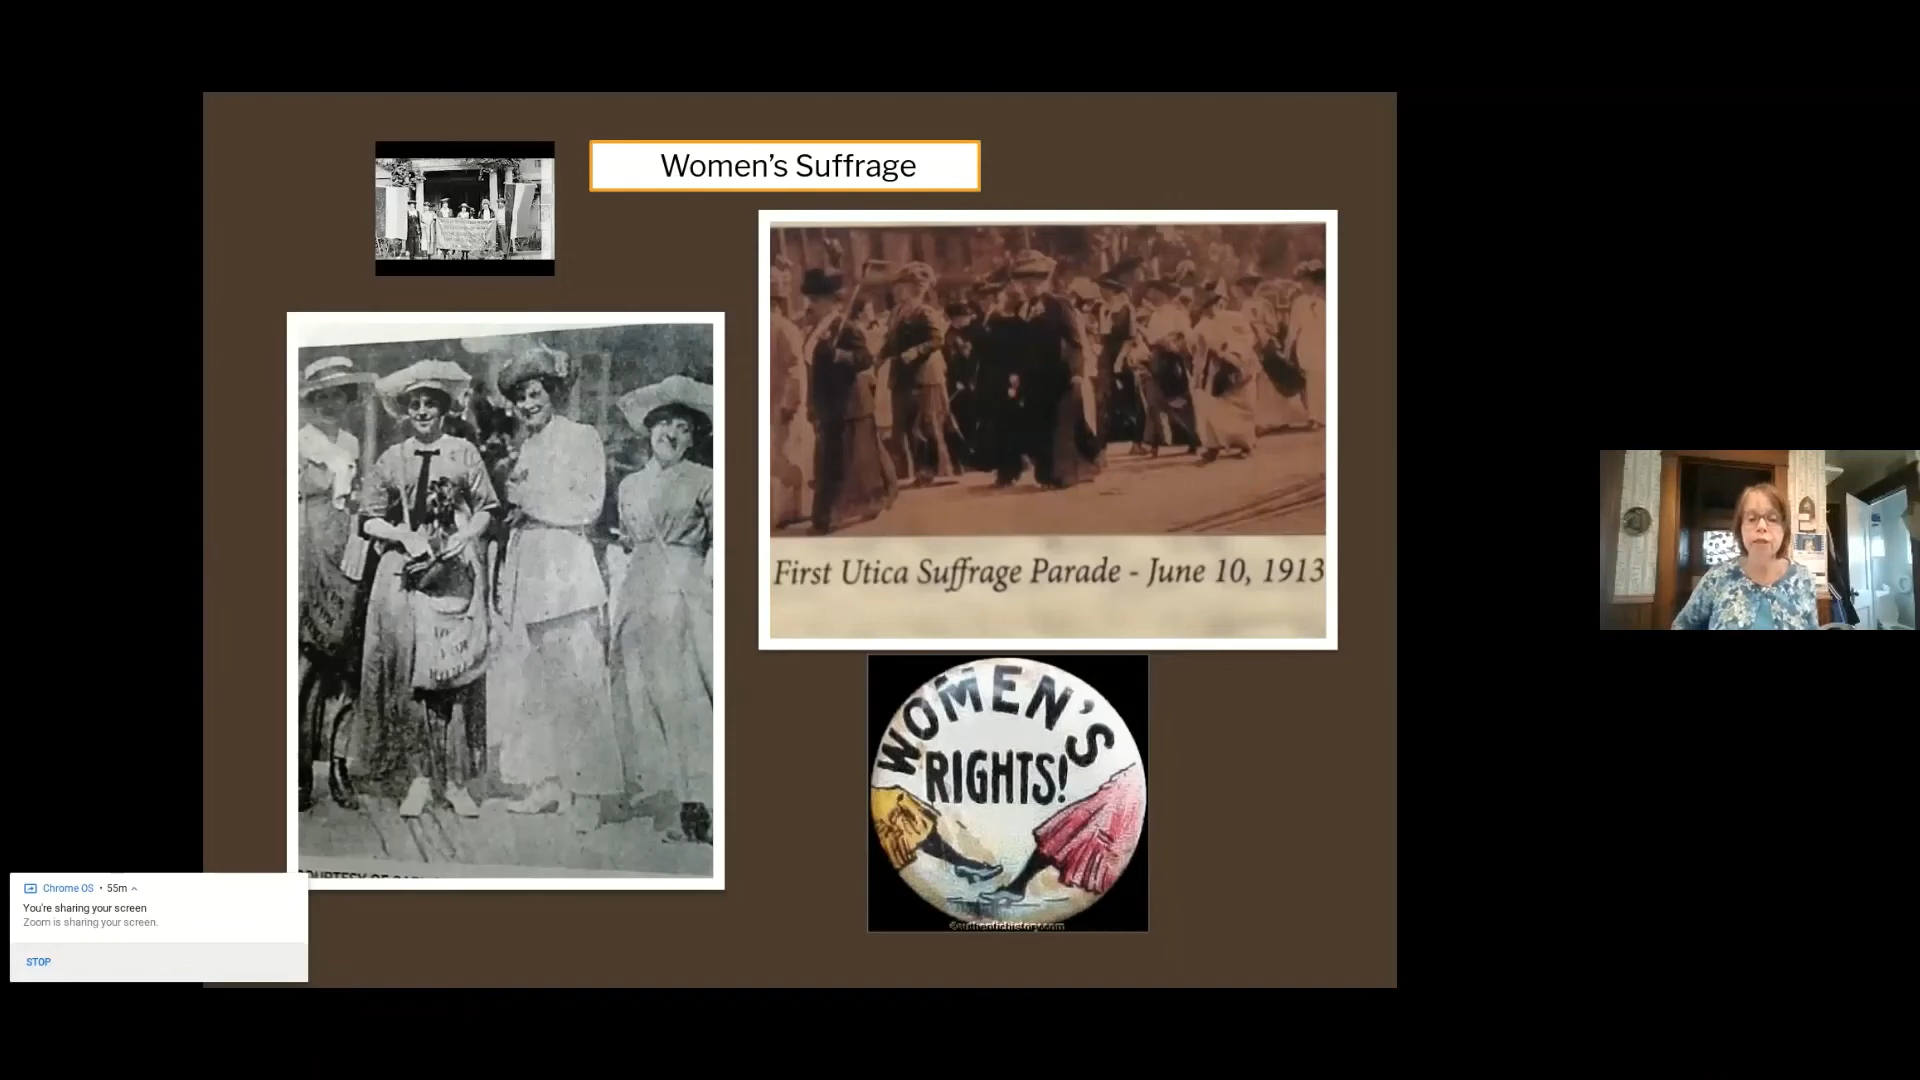 Women's Suffrage
First Utica Suffrage Parade - June 10, 1913
WOMEN'S
RIGHTS!
Chrome OS • 55m
You're sharing your screen
Zoom is sharing your screen.
STOP